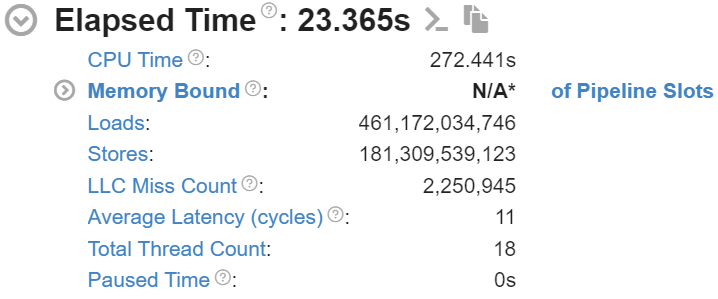 Elapsed Time: 23.365s
CPU Time: 272.441s
Memory Bound: N/A* of Pipeline Slots
Loads: 461,172,034,746
Stores: 181,309,539,123
LLC Miss Count: 2,250,945
Average Latency (cycles): 11
Total Thread Count: 18
Paused Time: 0s